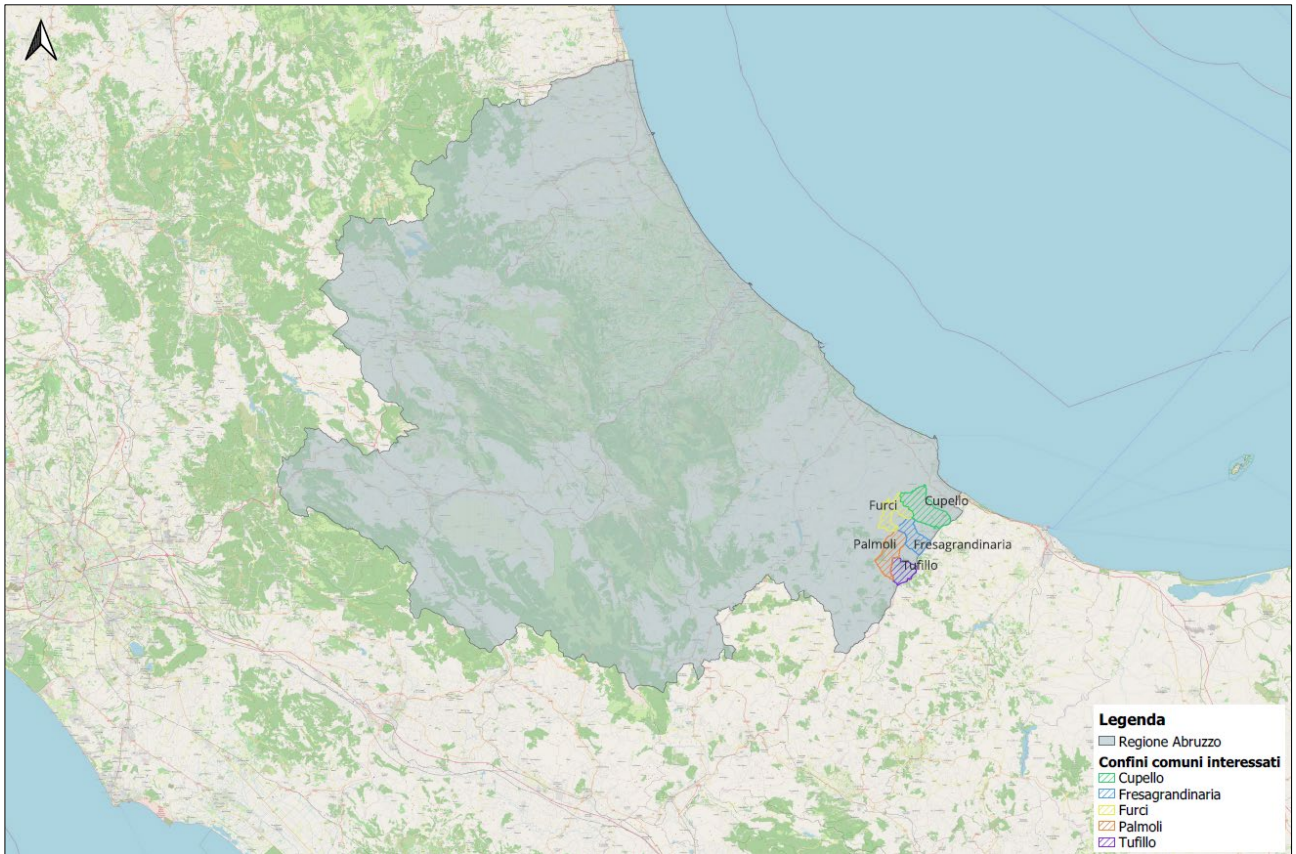 Cupello
Furci
Palmoli
Fresagrandinaria
Tufillo
Legenda
Regione Abruzzo
Confini comuni interessati
Cupello
Fresagrandinaria
Furci
Palmoli
Tufillo